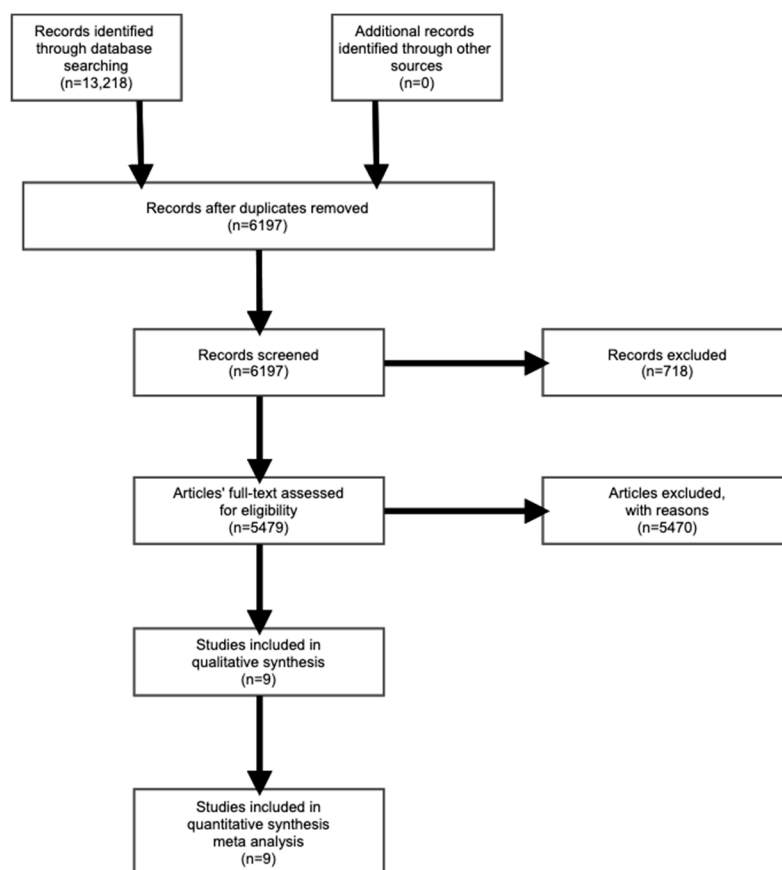 Records identified
through database
searching
(n=13,218)
Additional records
identified through other
sources
(n=0)
Records after duplicates removed
(n=6197)
Records screened
(n=6197)
Records excluded
(n=718)
Articles' full-text assessed
for eligibility
(n=5479)
Articles excluded,
with reasons
(n=5470)
Studies included in
qualitative synthesis
(n=9)
Studies included in
quantitative synthesis
meta analysis
(n=9)